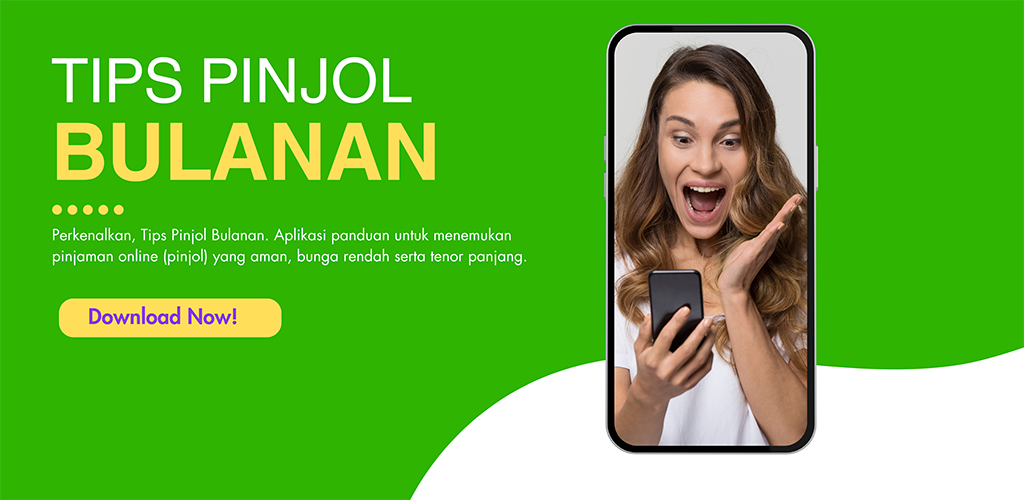 TIPS PINJOL
BULANAN
Perkenalkan, Tips Pinjol Bulanan. Aplikasi panduan untuk menemukan
pinjaman online (pinjol) yang aman, bunga rendah serta tenor panjang.
Download Now!